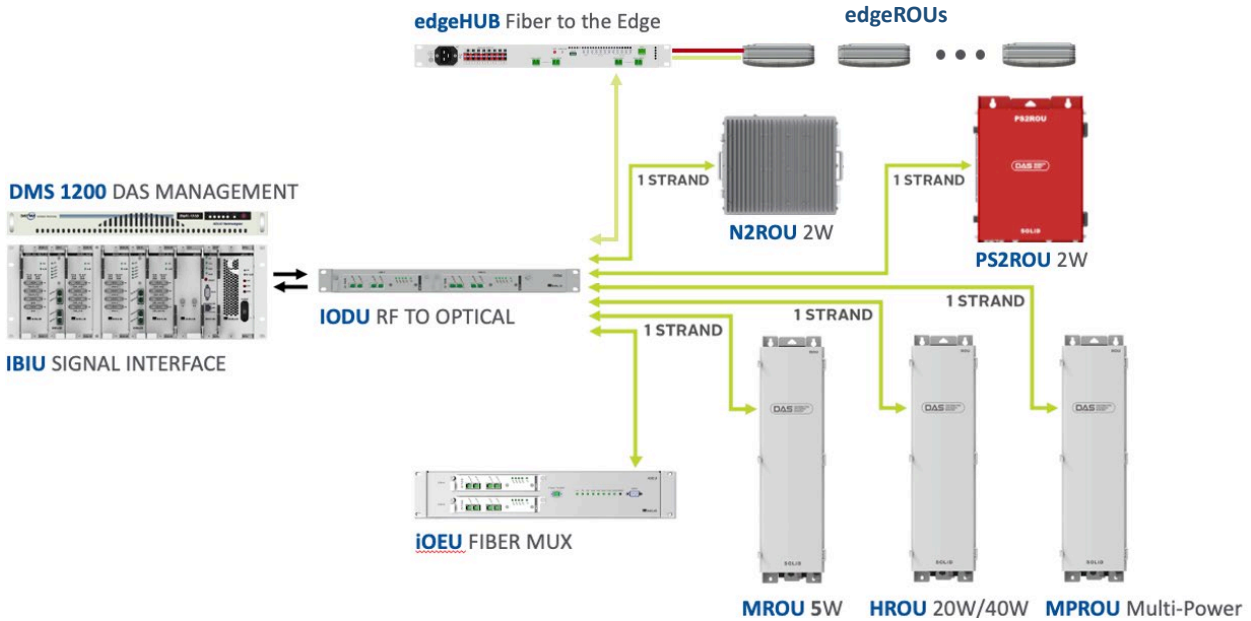 edgeHUB Fiber to the Edge
edgeROUs
PS2ROU
DAS
SOLiD
1 STRAND
1 STRAND
N2ROU 2W
PS2ROU 2W
DMS 1200 DAS MANAGEMENT
IODU RF TO OPTICAL
IBIU SIGNAL INTERFACE
1 STRAND
1 STRAND
1 STRAND
DAS
DAS
DAS
SOLiD
SOLiD
SOLiD
iOEU FIBER MUX
MROU 5W
HROU 20W/40W
MPROU Multi-Power